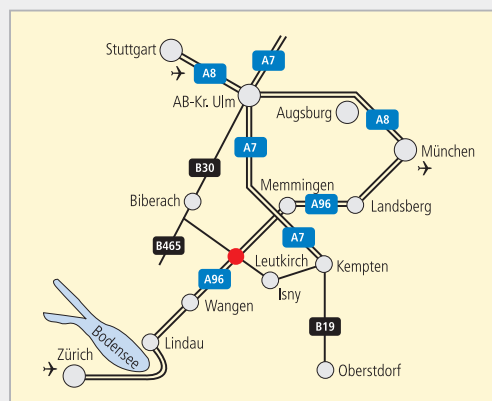 Stuttgart
A7
A8
AB-Kr. Ulm
Augsburg
A8
A7
München
B30
Memmingen
Biberach
A96
Landsberg
B465
A7
Leutkirch
Kempten
A96
Isny
Wangen
B19
Bodensee
Lindau
Zürich
Oberstdorf